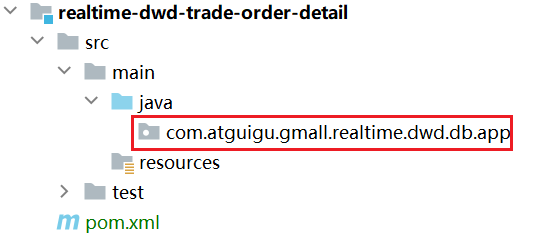 realtime-dwd-trade-order-detail
src
main
java
com.atguigu.gmall.realtime.dwd.db.app
resources
test
m pom.xml